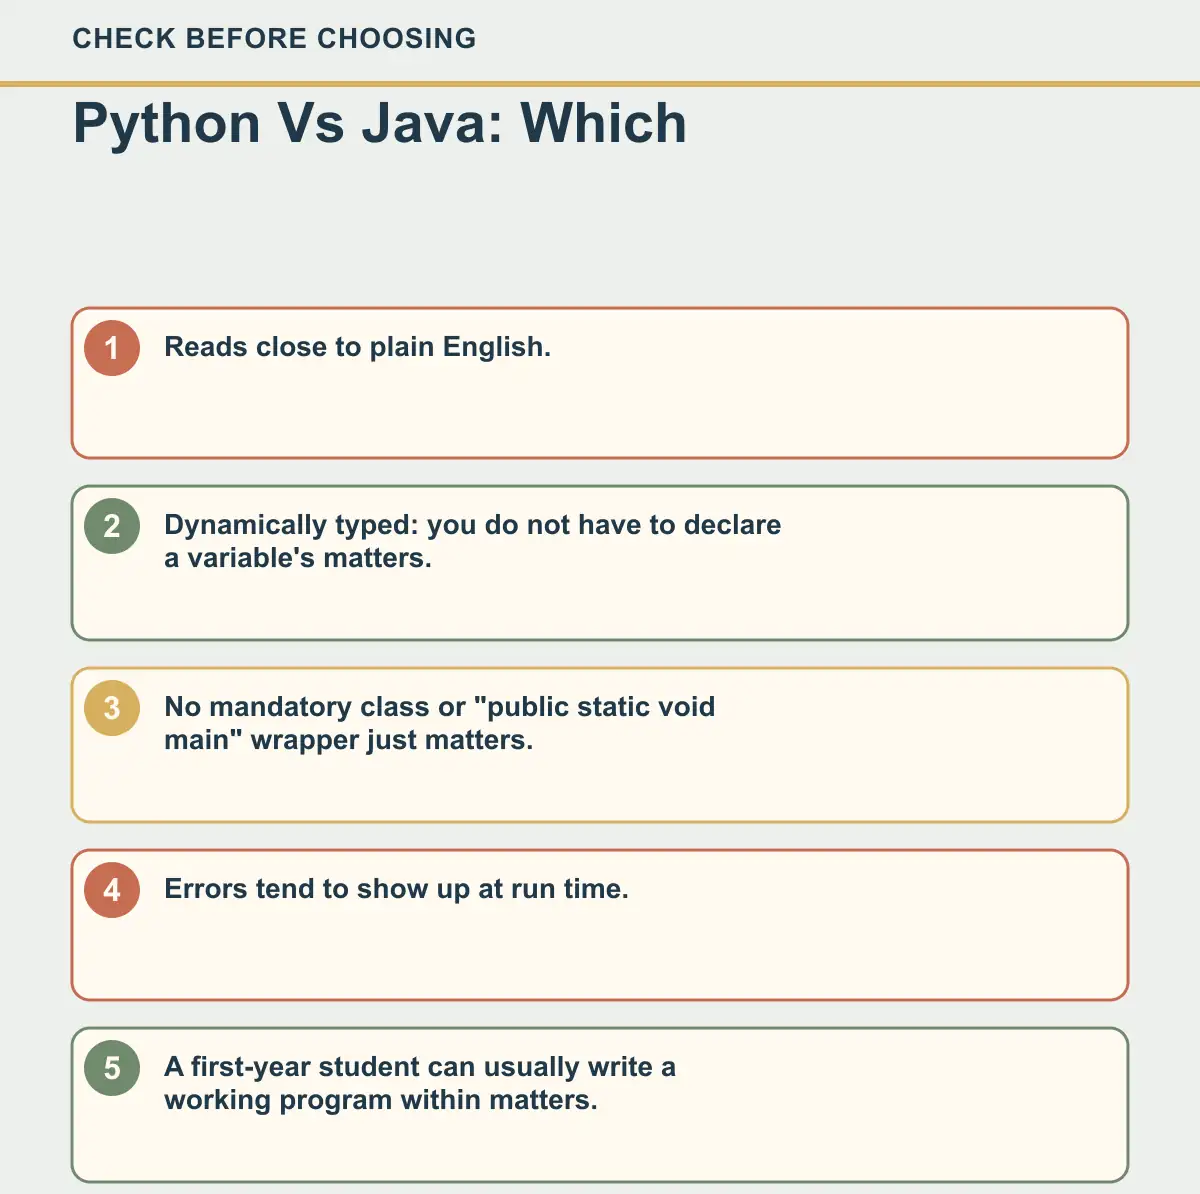 CHECK BEFORE CHOOSING
Python Vs Java: Which
1
Reads close to plain English.
2
Dynamically typed: you do not have to declare
a variable's matters.
3
No mandatory class or "public static void
main" wrapper just matters.
4
Errors tend to show up at run time.
5
A first-year student can usually write a
working program within matters.